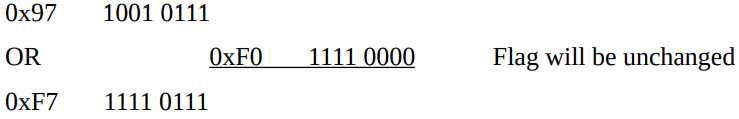 0x97 1001 0111
OR 0xF0 1111 0000 Flag will be unchanged
0xF7 1111 0111